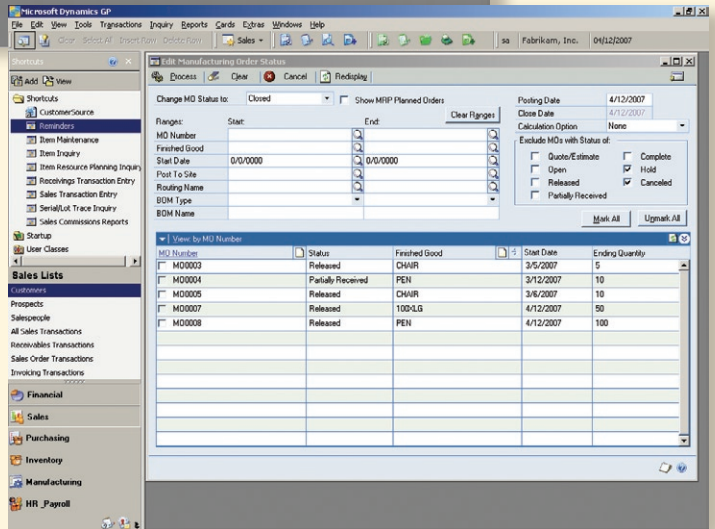 Microsoft Dynamics GP
File Edit View Tools Transactions Inquiry Reports Cards Extras Windows Help
Clear Select All Insert Row Delete Row Sales sa Fabrikam, Inc. 04/12/2007
Shortcuts
Add View
Shortcuts
CustomerSource
Reminders
Item Maintenance
Item Inquiry
Item Resource Planning Inquiry
Receivings Transaction Entry
Sales Transaction Entry
Serial/Lot Trace Inquiry
Sales Commissions Reports
Startup
User Classes
Sales Lists
Customers
Prospects
Salespeople
All Sales Transactions
Receivables Transactions
Sales Order Transactions
Invoicing Transactions
Financial
Sales
Purchasing
Inventory
Manufacturing
HR_Payroll
Edit Manufacturing Order Status
Process Clear Cancel Redisplay
Change MO Status to: Closed Show MRP Planned Orders
Ranges: Start: End: Clear Ranges
MO Number
Finished Good
Start Date 0/0/0000 0/0/0000
Post To Site
Routing Name
BOM Type
BOM Name
Posting Date 4/12/2007
Close Date 4/12/2007
Calculation Option None
Exclude MOs with Status of:
Quote/Estimate Complete
Open Hold
Released Canceled
Partially Received
Mark All Unmark All
View: by MO Number
MO Number Status Finished Good Start Date Ending Quantity
MO0003 Released CHAIR 3/5/2007 5
MO0004 Partially Received PEN 3/12/2007 10
MO0005 Released CHAIR 3/6/2007 10
MO0007 Released 100XLG 4/12/2007 50
MO0008 Released PEN 4/12/2007 100